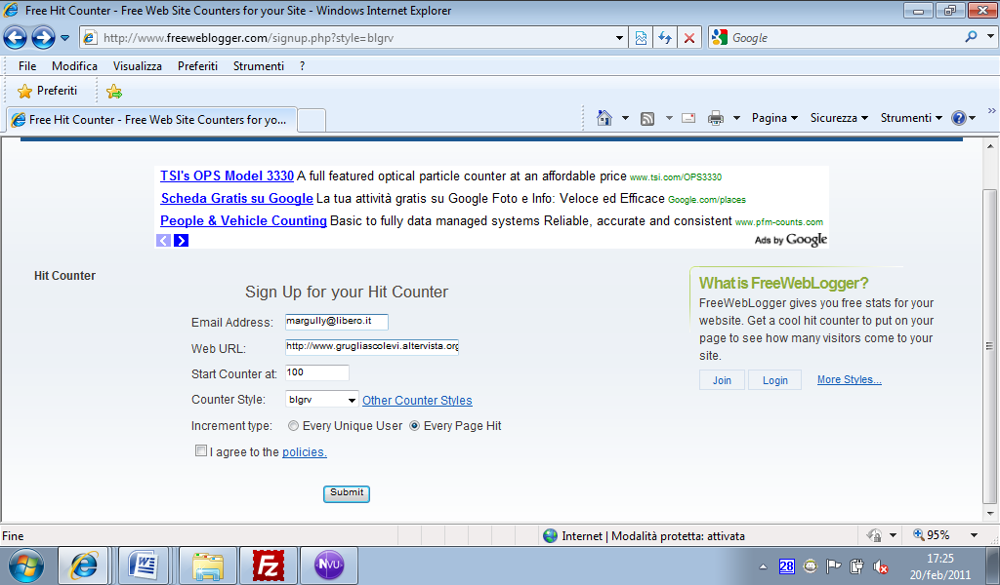 Free Hit Counter - Free Web Site Counters for your Site - Windows Internet Explorer
http://www.freeweblogger.com/signup.php?style=blgrv
Google
File Modifica Visualizza Preferiti Strumenti ?
Preferiti
Free Hit Counter - Free Web Site Counters for yo...
Pagina Sicurezza Strumenti
TSI's OPS Model 3330 A full featured optical particle counter at an affordable price www.tsi.com/OPS3330
Scheda Gratis su Google La tua attività gratis su Google Foto e Info: Veloce ed Efficace Google.com/places
People & Vehicle Counting Basic to fully data managed systems Reliable, accurate and consistent www.pfm-counts.com
Ads by Google
Hit Counter
Sign Up for your Hit Counter
Email Address: margully@libero.it
Web URL: http://www.grugliascolevi.altervista.org
Start Counter at: 100
Counter Style: blgrv Other Counter Styles
Increment type: Every Unique User Every Page Hit
I agree to the policies.
Submit
What is FreeWebLogger?
FreeWebLogger gives you free stats for your
website. Get a cool hit counter to put on your
page to see how many visitors come to your
site.
Join Login More Styles...
Fine
Internet | Modalità protetta: attivata
95%
W
Fz
NVU
28
17:25
20/feb/2011